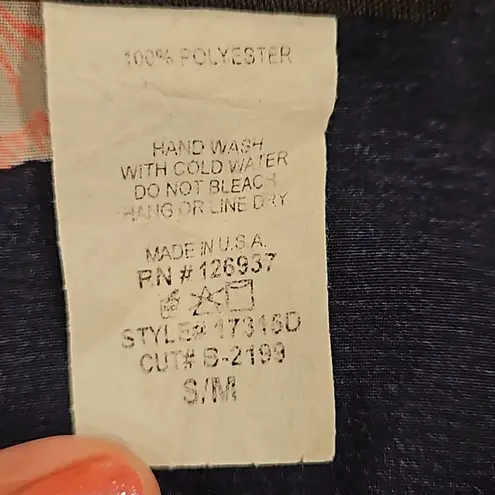 100% POLYESTER
HAND WASH
WITH COLD WATER
DO NOT BLEACH
HANG OR LINE DRY
MADE IN U.S.A.
RN #126937
STYLE# 17316D
CUT# B-2199
S/M